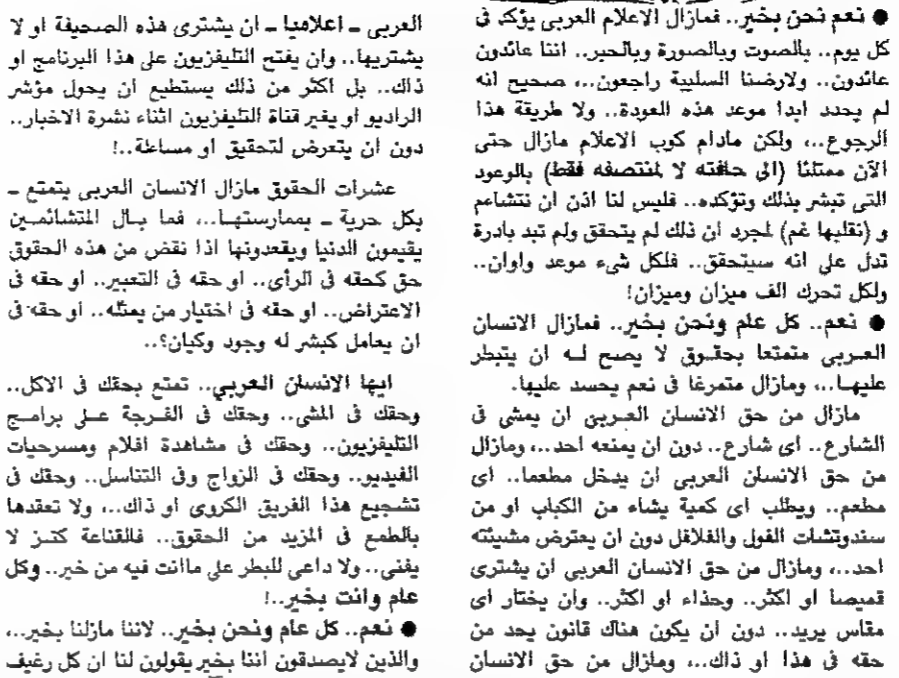 ● نعم نحن بخير.. فمازال الاعلام العربى يؤكد فى
كل يوم.. بالصوت وبالصورة وبالحبر.. اننا عائدون
عائدون.. ولارضنا السليبة راجعون..، صحيح انه
لم يحدد ابدا موعد هذه العودة.. ولا طريقة هذا
الرجوع..، ولكن مادام كوب الاعلام مازال حتى
الآن ممتلئا (الى حافته لا لمنتصفه فقط) بالوعود
التى تبشر بذلك وتؤكده.. فليس لنا اذن ان نتشاءم
و (نقلبها غم) لمجرد ان ذلك لم يتحقق ولم تبد بادرة
تدل على انه سيتحقق.. فلكل شىء موعد واوان..
ولكل تحرك الف ميزان وميزان!
● نعم.. كل عام ونحن بخير.. فمازال الانسان
العربى متمتعا بحقوق لا يصح له ان يتبطر
عليها..، ومازال متمرغا فى نعم يحسد عليها.
مازال من حق الانسان العربى ان يمشى فى
الشارع.. اى شارع.. دون ان يمنعه احد..، ومازال
من حق الانسان العربى ان يدخل مطعما.. اى
مطعم.. ويطلب اى كمية يشاء من الكباب او من
سندوتشات الفول والفلافل دون ان يعترض مشيئته
احد..، ومازال من حق الانسان العربى ان يشترى
قميصا او اكثر.. وحذاء او اكثر.. وان يختار اى
مقاس يريد.. دون ان يكون هناك قانون يحد من
حقه فى هذا او ذاك..، ومازال من حق الانسان
العربى ـ اعلاميا ـ ان يشترى هذه الصحيفة او لا
يشتريها.. وان يفتح التليفزيون على هذا البرنامج او
ذاك.. بل اكثر من ذلك يستطيع ان يحول مؤشر
الراديو او يغير قناة التليفزيون اثناء نشرة الاخبار..
دون ان يتعرض لتحقيق او مساءلة..!
عشرات الحقوق مازال الانسان العربى يتمتع ـ
بكل حرية ـ بممارستها..، فما بال المتشائمين
يقيمون الدنيا ويقعدونها اذا نقص من هذه الحقوق
حق كحقه فى الرأى.. او حقه فى التعبير.. او حقه فى
الاعتراض.. او حقه فى اختيار من يمثله.. او حقه فى
ان يعامل كبشر له وجود وكيان؟..
ايها الانسان العربي.. تمتع بحقك فى الاكل..
وحقك فى المشى.. وحقك فى الفرجة على برامج
التليفزيون.. وحقك فى مشاهدة افلام ومسرحيات
الفيديو.. وحقك فى الزواج وفى التناسل.. وحقك فى
تشجيع هذا الفريق الكروى او ذاك..، ولا تعقدها
بالطمع فى المزيد من الحقوق.. فالقناعة كنز لا
يفنى.. ولا داعى للبطر على ماانت فيه من خير.. وكل
عام وانت بخير..!
● نعم.. كل عام ونحن بخير.. لاننا مازلنا بخير..،
والذين لايصدقون اننا بخير يقولون لنا ان كل رغيف